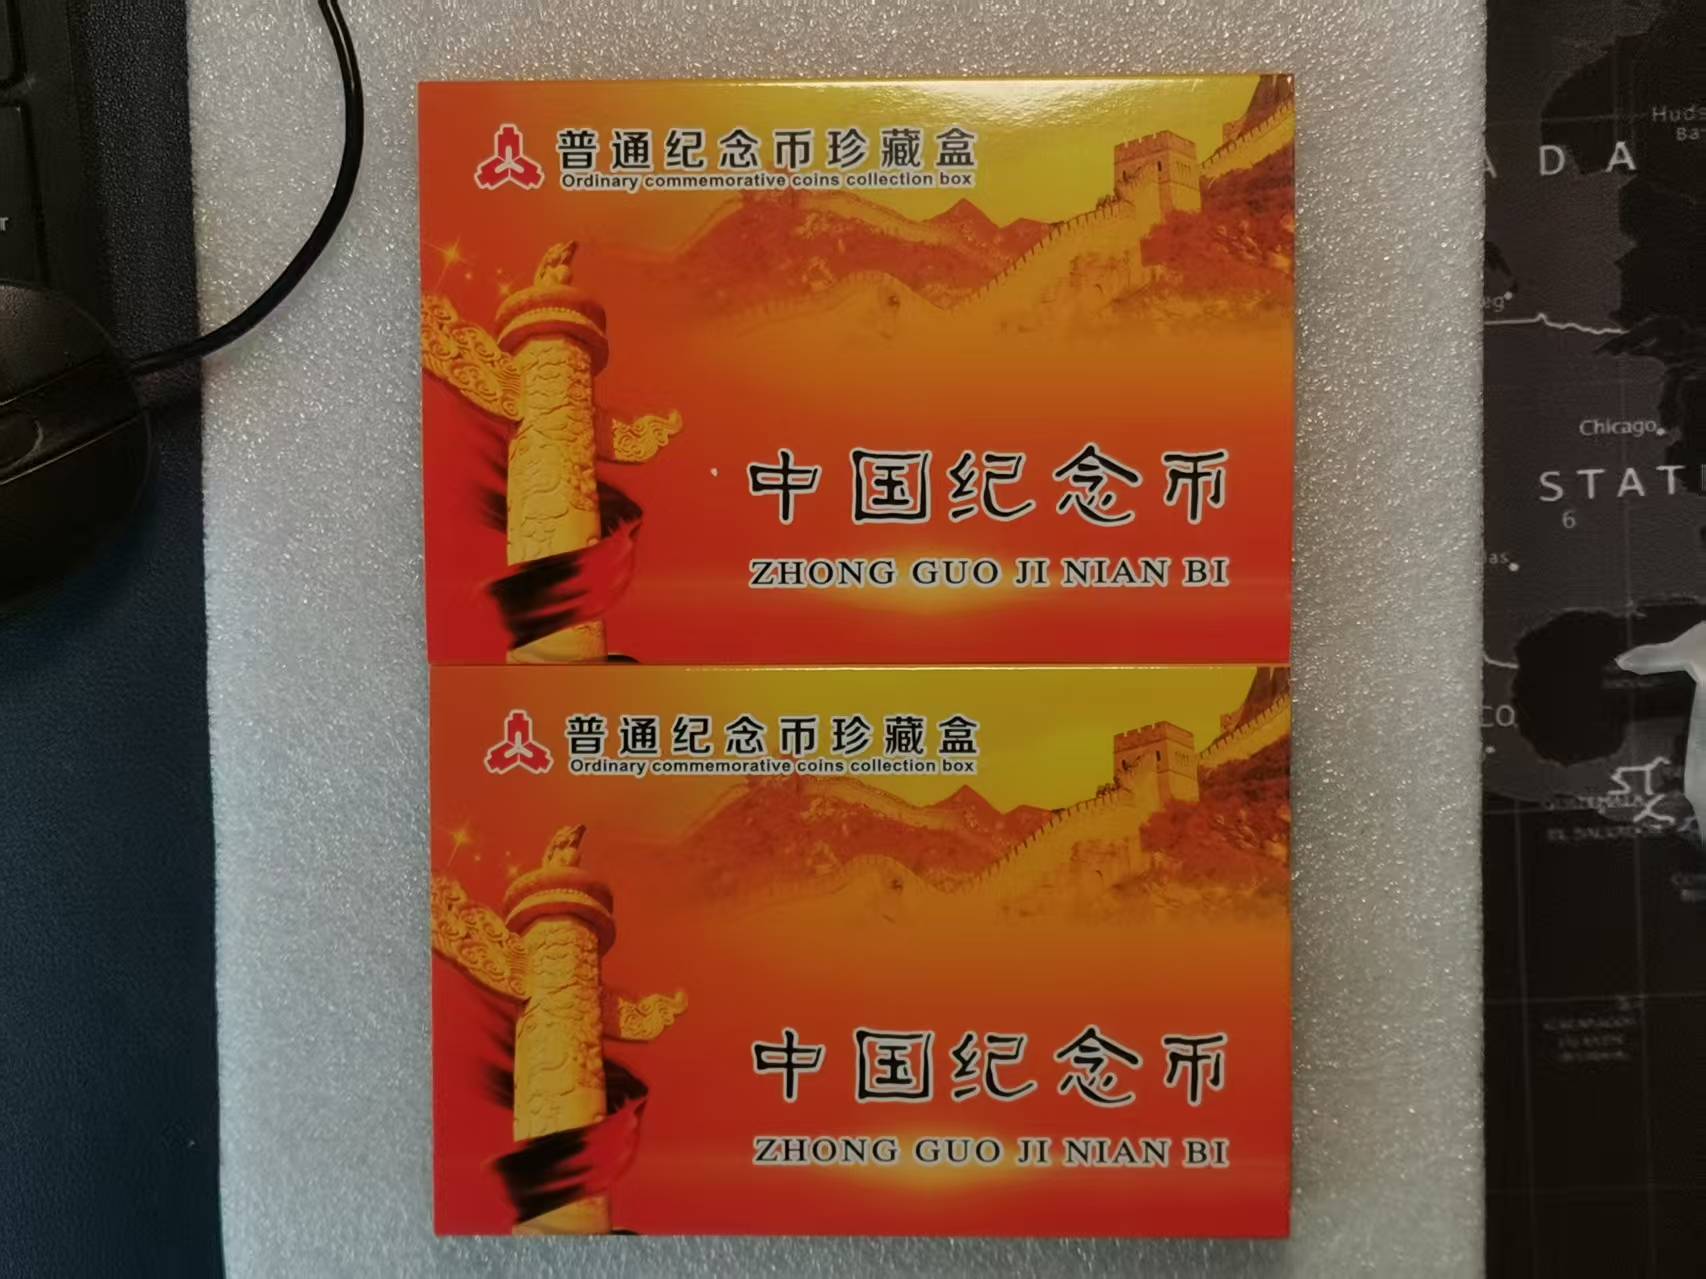 普通纪念币珍藏盒
Ordinary commemorative coins collection box
中国纪念币
ZHONG GUO JI NIAN BI
普通纪念币珍藏盒
Ordinary commemorative coins collection box
中国纪念币
ZHONG GUO JI NIAN BI
A D A
Chicago
STAT
6